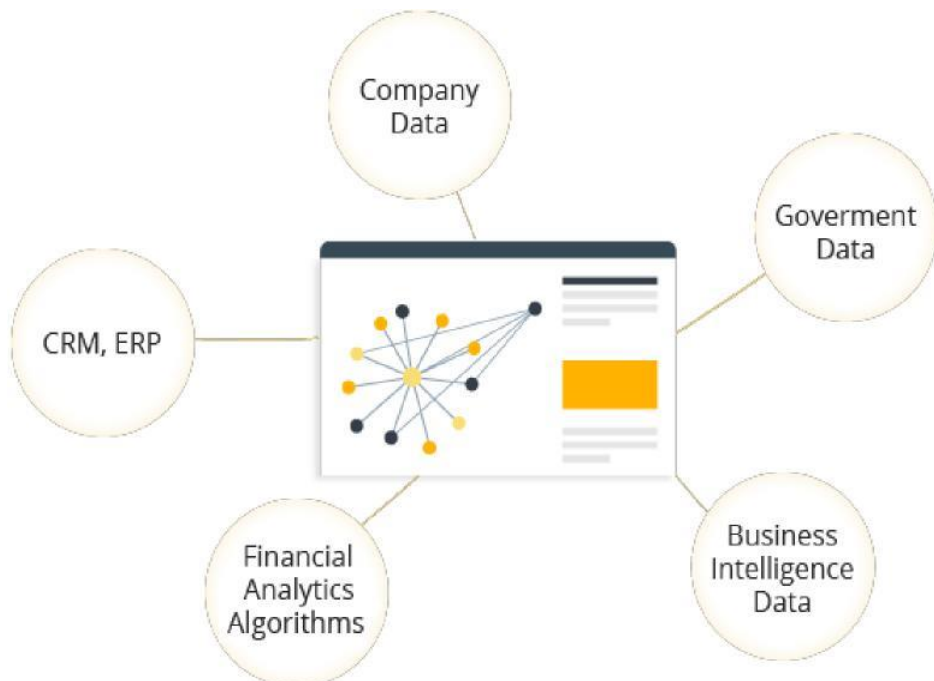 Company
Data
Goverment
Data
CRM, ERP
Financial
Analytics
Algorithms
Business
Intelligence
Data